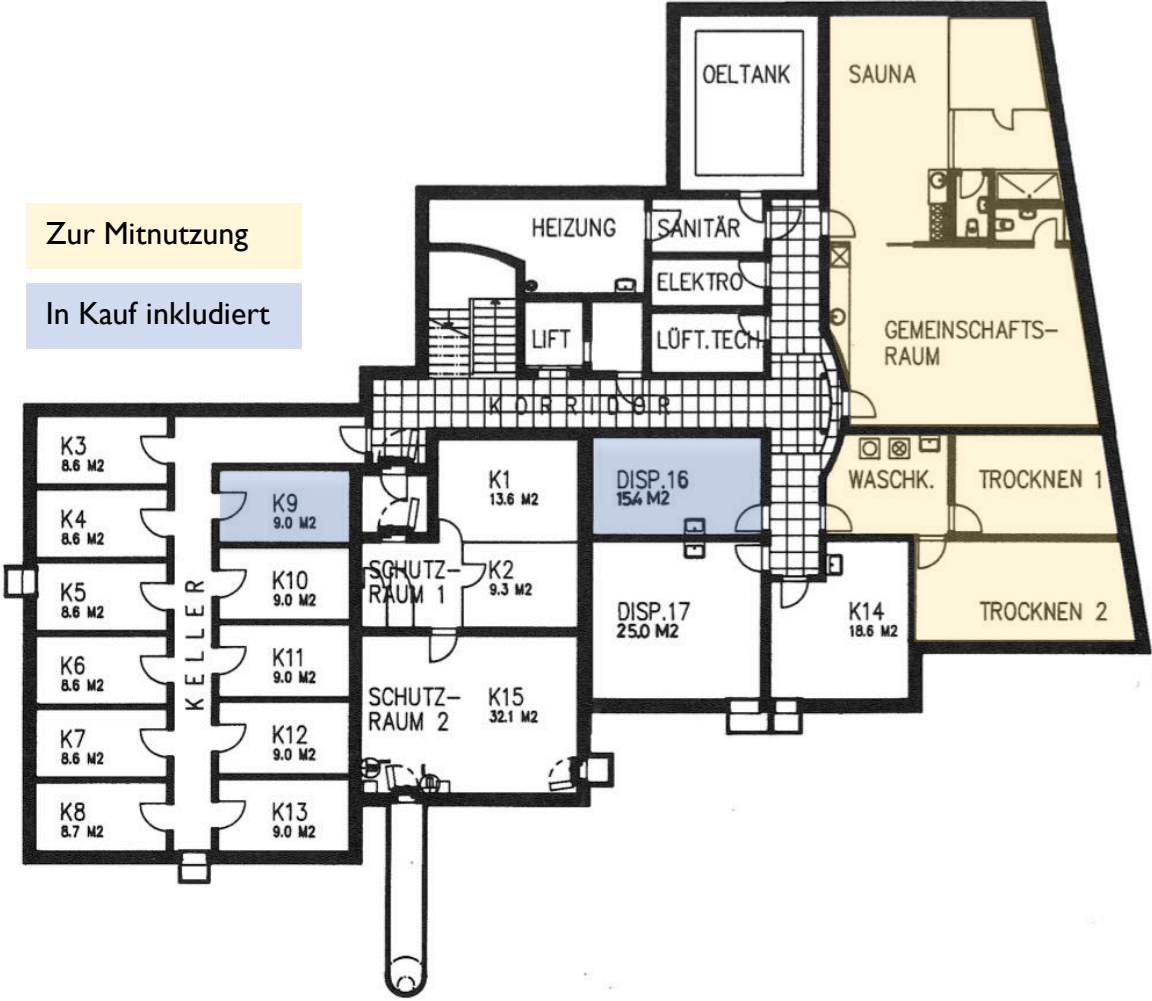 OELTANK
SAUNA
Zur Mitnutzung
In Kauf inkludiert
HEIZUNG
SANITÄR
ELEKTRO
LIFT
LÜFT.TECH
GEMEINSCHAFTS-
RAUM
KORRIDOR
K3
8.6 M2
K4
8.6 M2
K5
8.6 M2
K6
8.6 M2
K7
8.6 M2
K8
8.7 M2
KELLER
K9
9.0 M2
K10
9.0 M2
K11
9.0 M2
K12
9.0 M2
K13
9.0 M2
K1
13.6 M2
SCHUTZ-
RAUM 1
K2
9.3 M2
SCHUTZ-
RAUM 2
K15
32.1 M2
DISP.16
15.4 M2
DISP.17
25.0 M2
WASCHK.
TROCKNEN 1
K14
18.6 M2
TROCKNEN 2